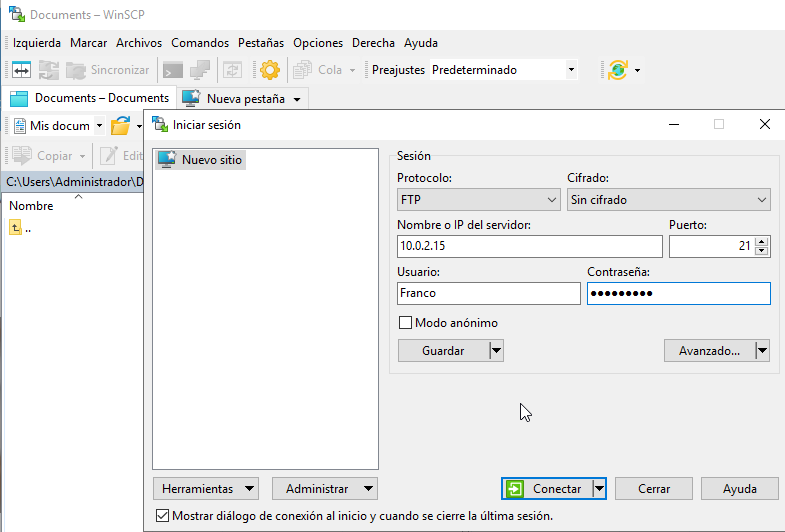 Documents – WinSCP
Izquierda Marcar Archivos Comandos Pestañas Opciones Derecha Ayuda
Sincronizar Cola Preajustes Predeterminado
Documents – Documents Nueva pestaña
Mis docum
Iniciar sesión
Copiar Edit
Nuevo sitio
Sesión
Protocolo: Cifrado:
FTP Sin cifrado
C:\Users\Administrador\D
Nombre
..
Nombre o IP del servidor: Puerto:
10.0.2.15 21
Usuario: Contraseña:
Franco ●●●●●●●●●
Modo anónimo
Guardar Avanzado...
Herramientas Administrar Conectar Cerrar Ayuda
Mostrar diálogo de conexión al inicio y cuando se cierre la última sesión.